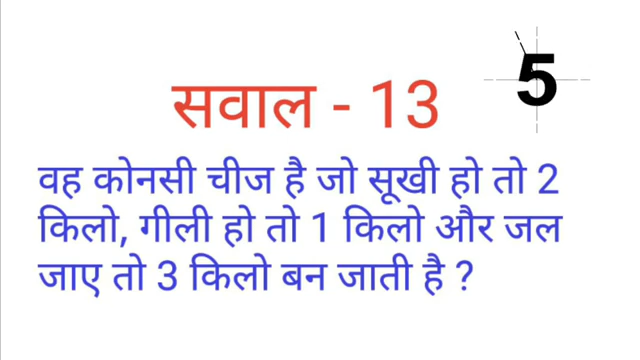 5
सवाल - 13
वह कोनसी चीज है जो सूखी हो तो 2
किलो, गीली हो तो 1 किलो और जल
जाए तो 3 किलो बन जाती है ?